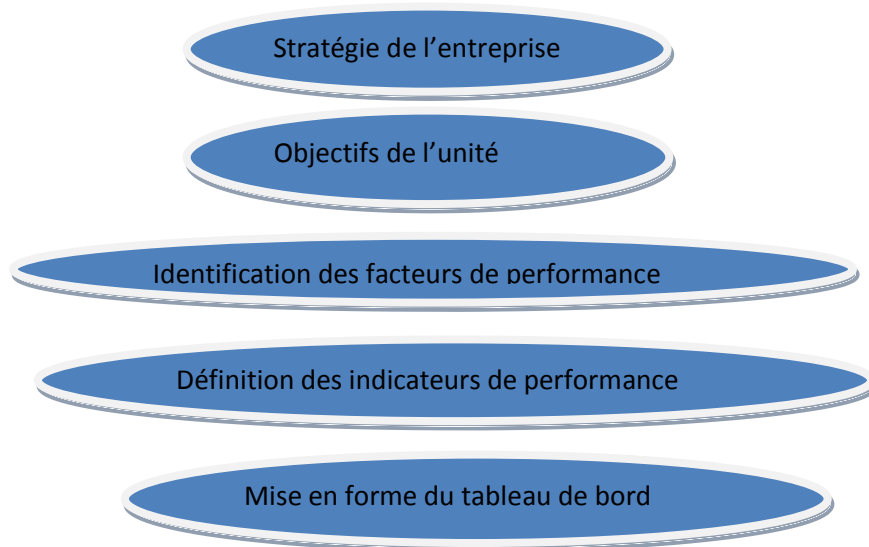 Stratégie de l’entreprise
Objectifs de l’unité
Identification des facteurs de performance
Définition des indicateurs de performance
Mise en forme du tableau de bord